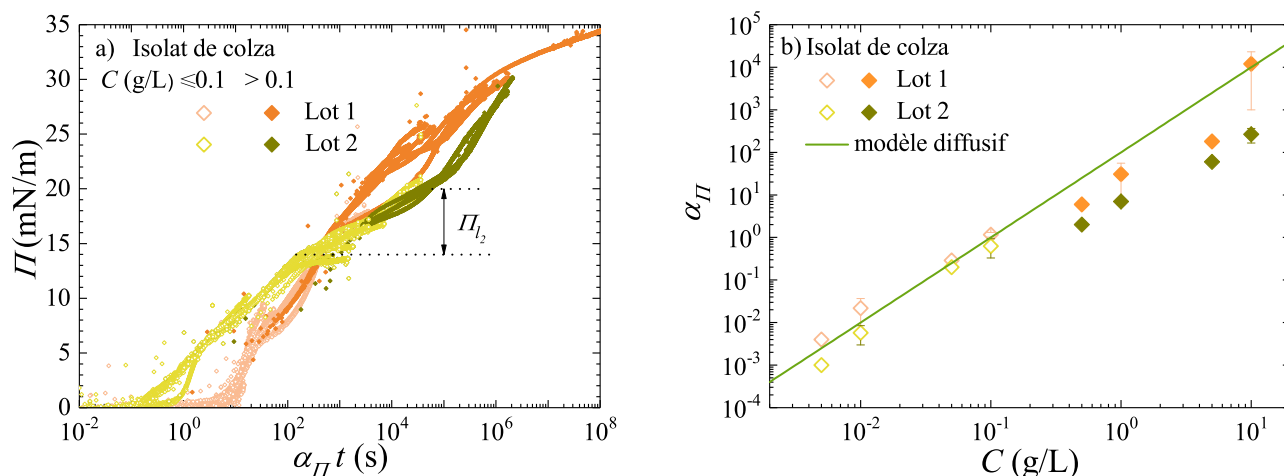 a) Isolat de colza
C (g/L) ⩽0.1 > 0.1
Lot 1
Lot 2
Π_{l_2}
Π (mN/m)
35
30
25
20
15
10
5
0
10^{-2} 10^0 10^2 10^4 10^6 10^8
α_Π t (s)
b) Isolat de colza
Lot 1
Lot 2
modèle diffusif
α_Π
10^5
10^4
10^3
10^2
10^1
10^0
10^{-1}
10^{-2}
10^{-3}
10^{-4}
10^{-2} 10^{-1} 10^0 10^1
C (g/L)